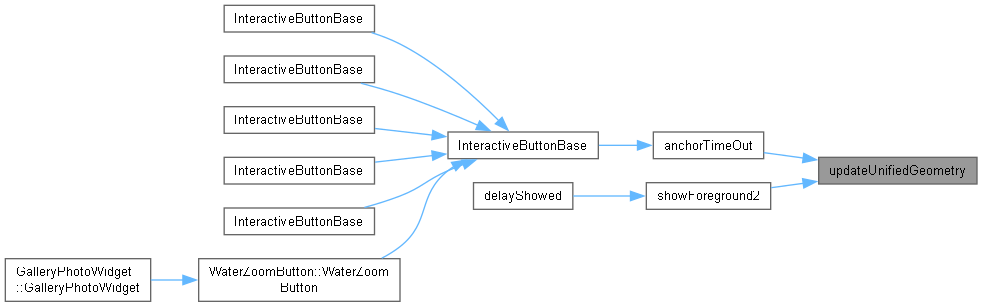 InteractiveButtonBase
InteractiveButtonBase
InteractiveButtonBase
InteractiveButtonBase
InteractiveButtonBase
InteractiveButtonBase
anchorTimeOut
updateUnifiedGeometry
delayShowed
showForeground2
GalleryPhotoWidget
::GalleryPhotoWidget
WaterZoomButton::WaterZoom
Button